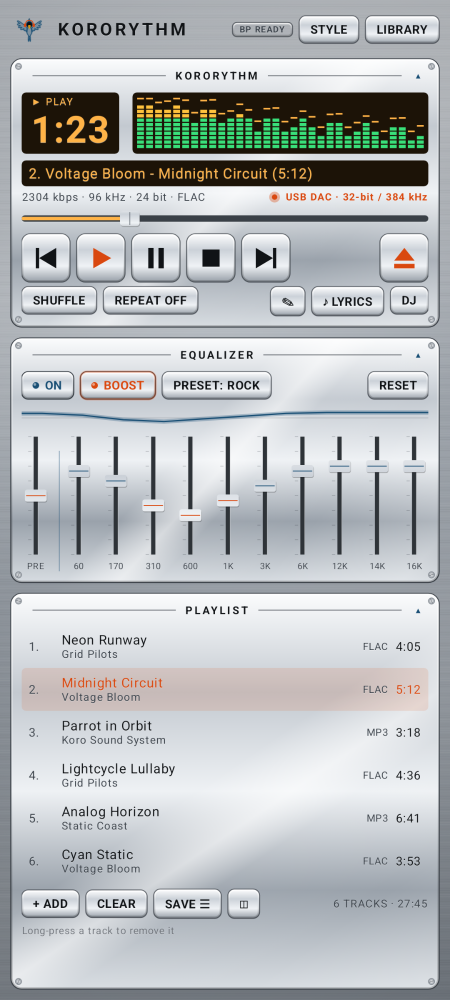 KORORYTHM
BP READY
STYLE
LIBRARY
KORORYTHM
PLAY
1:23
2. Voltage Bloom - Midnight Circuit (5:12)
2304 kbps · 96 kHz · 24 bit · FLAC
USB DAC · 32-bit / 384 kHz
SHUFFLE
REPEAT OFF
♪ LYRICS
DJ
EQUALIZER
ON
BOOST
PRESET: ROCK
RESET
PRE 60 170 310 600 1K 3K 6K 12K 14K 16K
PLAYLIST
1. Neon Runway FLAC 4:05
Grid Pilots
2. Midnight Circuit FLAC 5:12
Voltage Bloom
3. Parrot in Orbit MP3 3:18
Koro Sound System
4. Lightcycle Lullaby FLAC 4:36
Grid Pilots
5. Analog Horizon MP3 6:41
Static Coast
6. Cyan Static FLAC 3:53
Voltage Bloom
+ ADD
CLEAR
SAVE ☰
6 TRACKS · 27:45
Long-press a track to remove it